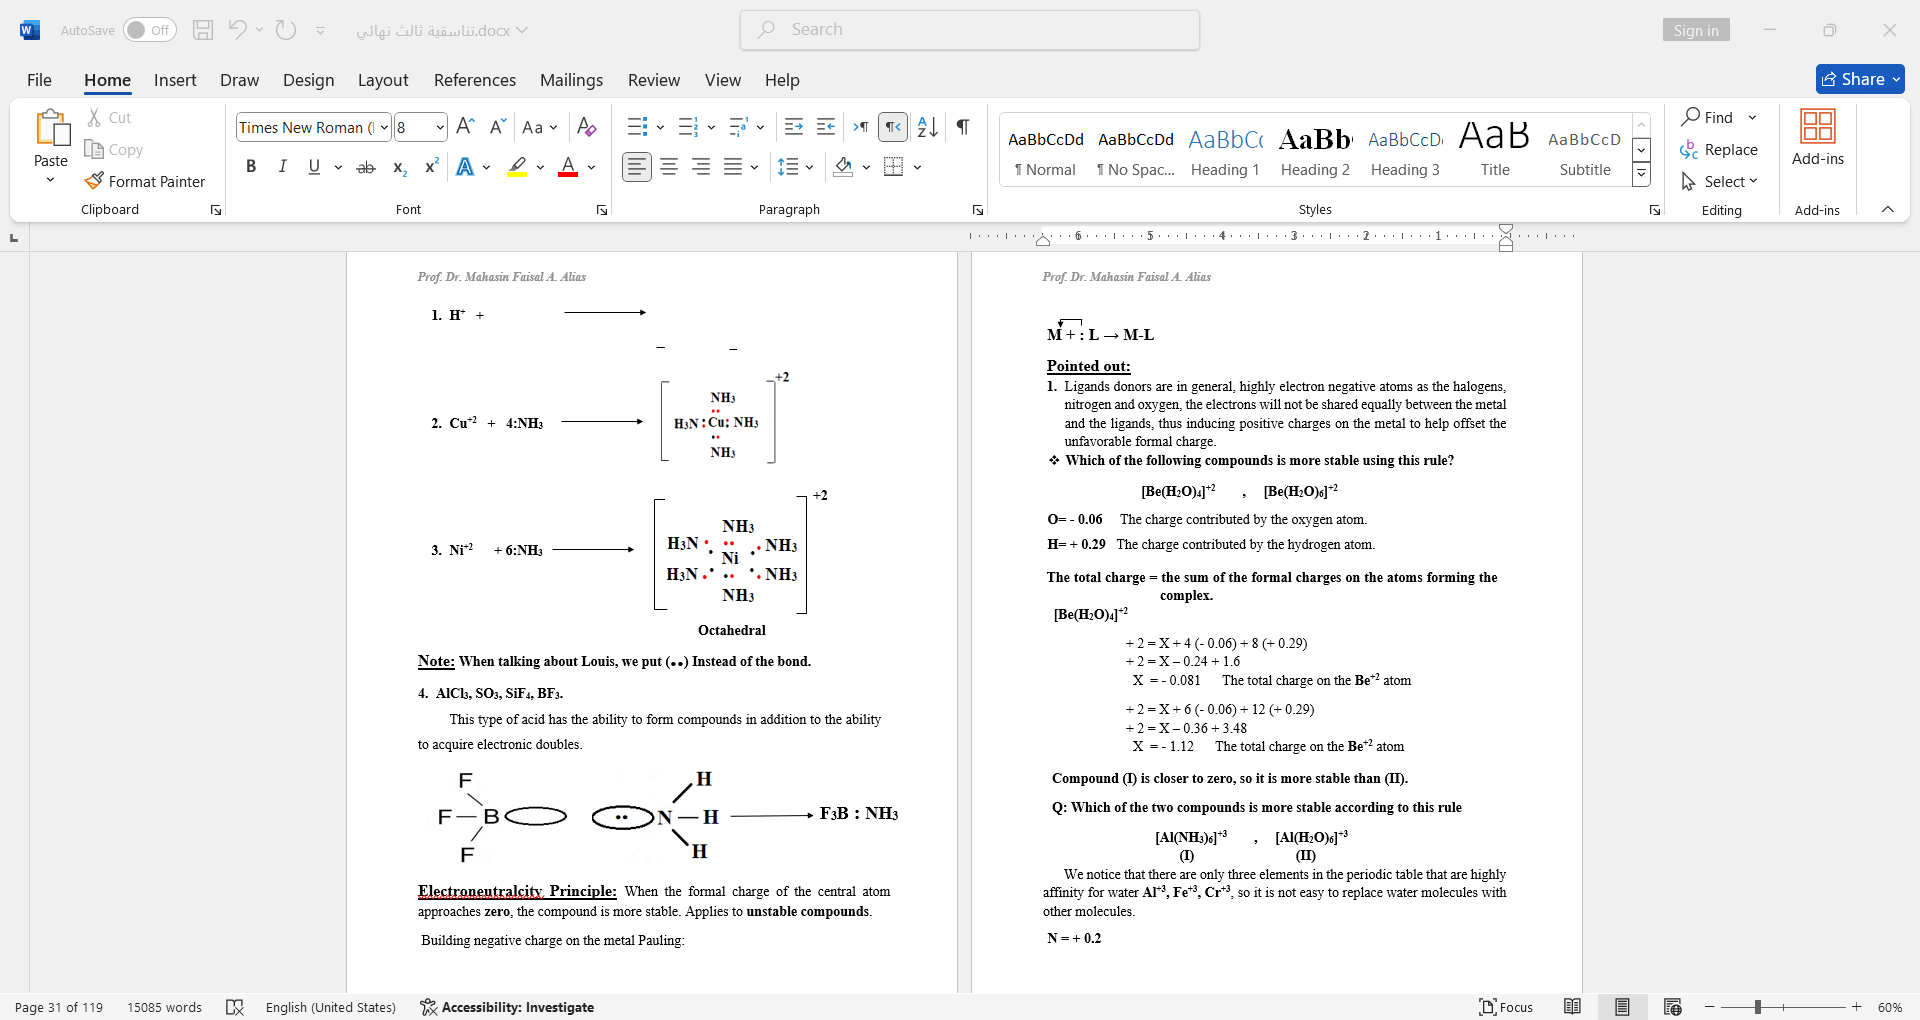 AutoSave Off تناسقية ثالث نهائي.docx Search Sign in
File Home Insert Draw Design Layout References Mailings Review View Help Share
Paste Cut Copy Format Painter
Clipboard
Times New Roman ( 8
Font
Paragraph
AaBbCcDd AaBbCcDd AaBbCc AaBb AaBbCcD AaB AaBbCcD
¶ Normal ¶ No Spac... Heading 1 Heading 2 Heading 3 Title Subtitle
Styles
Find
Replace
Select
Editing
Add-ins
Add-ins
6 5 4 3 2 1
Prof. Dr. Mahasin Faisal A. Alias
1. H⁺ +
2. Cu⁺² + 4:NH₃
+2
NH₃
H₃N : Cu: NH₃
NH₃
3. Ni⁺² + 6:NH₃
+2
NH₃
H₃N NH₃
Ni
H₃N NH₃
NH₃
Octahedral
Note: When talking about Louis, we put (••) Instead of the bond.
4. AlCl₃, SO₃, SiF₄, BF₃.
This type of acid has the ability to form compounds in addition to the ability
to acquire electronic doubles.
F H
F—B N—H F₃B : NH₃
F H
Electroneutralcity Principle: When the formal charge of the central atom
approaches zero, the compound is more stable. Applies to unstable compounds.
Building negative charge on the metal Pauling:
Prof. Dr. Mahasin Faisal A. Alias
M + : L → M-L
Pointed out:
1. Ligands donors are in general, highly electron negative atoms as the halogens,
nitrogen and oxygen, the electrons will not be shared equally between the metal
and the ligands, thus inducing positive charges on the metal to help offset the
unfavorable formal charge.
❖ Which of the following compounds is more stable using this rule?
[Be(H₂O)₄]⁺² , [Be(H₂O)₆]⁺²
O= - 0.06 The charge contributed by the oxygen atom.
H= + 0.29 The charge contributed by the hydrogen atom.
The total charge = the sum of the formal charges on the atoms forming the
complex.
[Be(H₂O)₄]⁺²
+ 2 = X + 4 (- 0.06) + 8 (+ 0.29)
+ 2 = X – 0.24 + 1.6
X = - 0.081 The total charge on the Be⁺² atom
+ 2 = X + 6 (- 0.06) + 12 (+ 0.29)
+ 2 = X – 0.36 + 3.48
X = - 1.12 The total charge on the Be⁺² atom
Compound (I) is closer to zero, so it is more stable than (II).
Q: Which of the two compounds is more stable according to this rule
[Al(NH₃)₆]⁺³ , [Al(H₂O)₆]⁺³
(I) (II)
We notice that there are only three elements in the periodic table that are highly
affinity for water Al⁺³, Fe⁺³, Cr⁺³, so it is not easy to replace water molecules with
other molecules.
N = + 0.2
Page 31 of 119 15085 words English (United States) Accessibility: Investigate Focus 60%